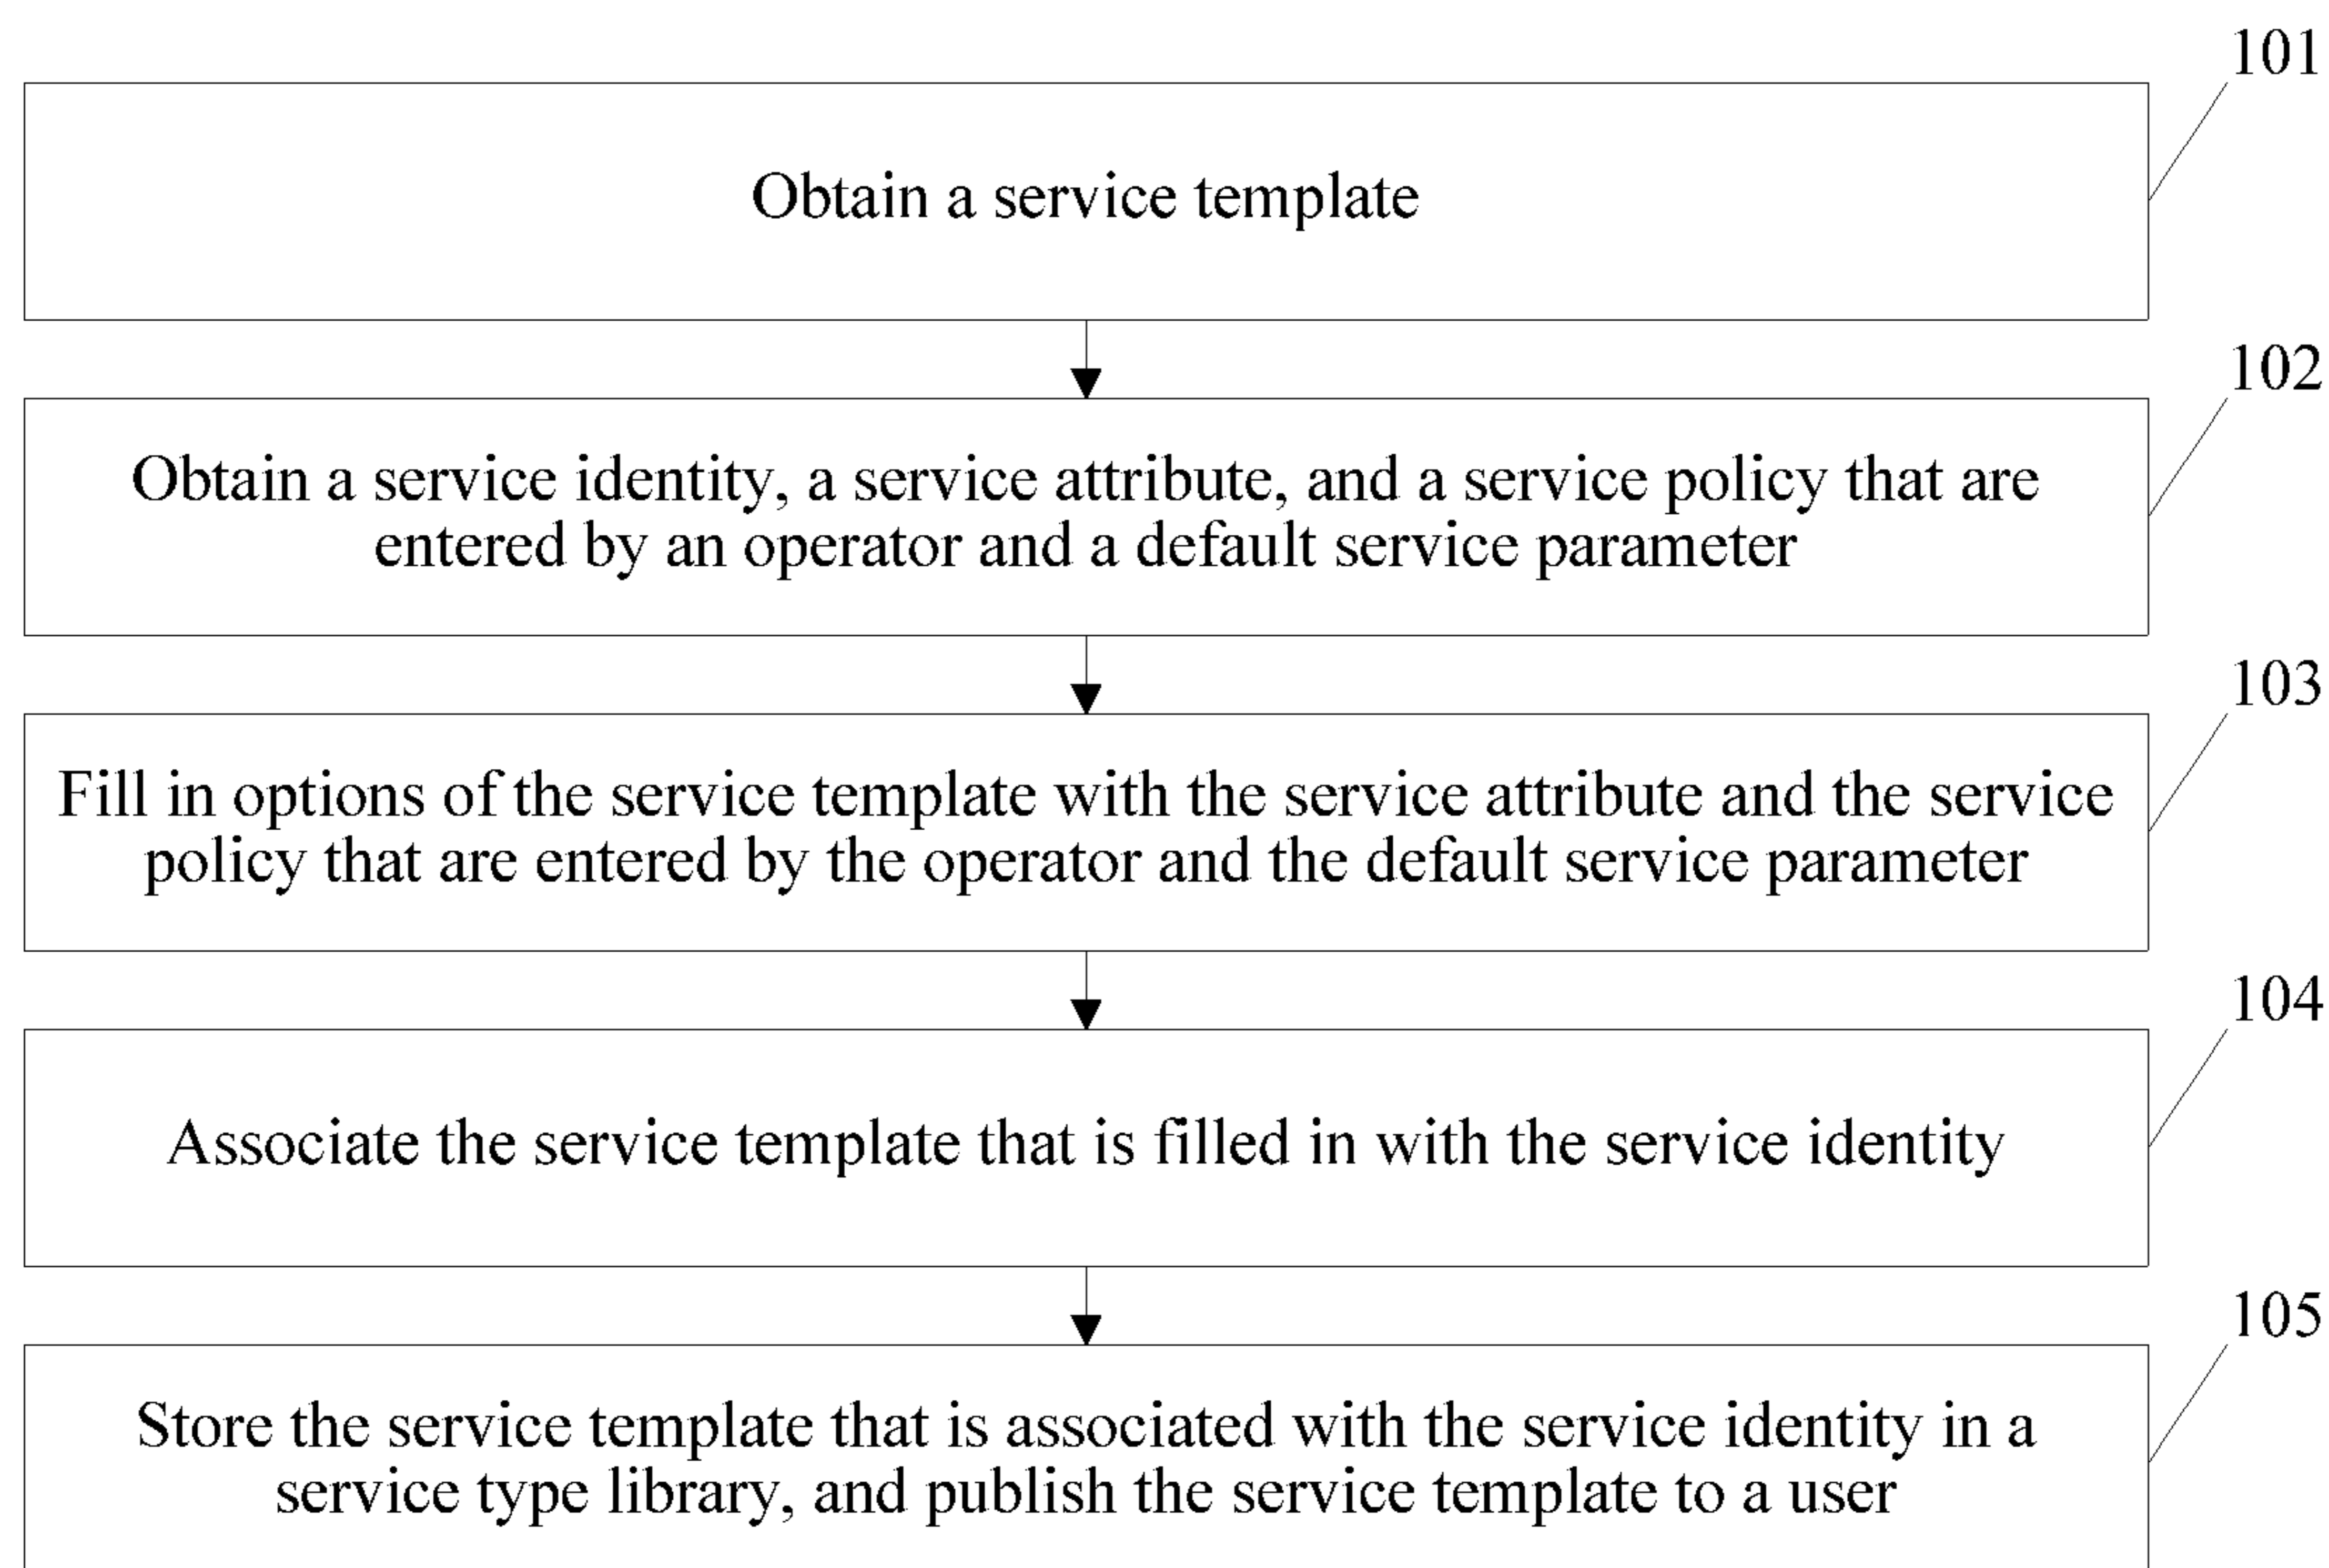 101
Obtain a service template
102
Obtain a service identity, a service attribute, and a service policy that are
entered by an operator and a default service parameter
103
Fill in options of the service template with the service attribute and the service
policy that are entered by the operator and the default service parameter
104
Associate the service template that is filled in with the service identity
105
Store the service template that is associated with the service identity in a
service type library, and publish the service template to a user